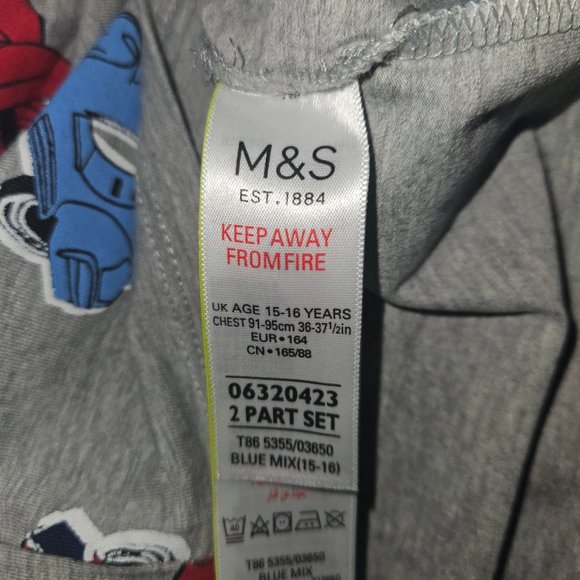 M&S
EST.1884
KEEP AWAY
FROM FIRE
UK AGE 15-16 YEARS
CHEST 91-95cm 36-37½in
EUR•164
CN•165/88
06320423
2 PART SET
T86 5355/03650
BLUE MIX(15-16)
40
T86 5355/03650
BLUE MIX